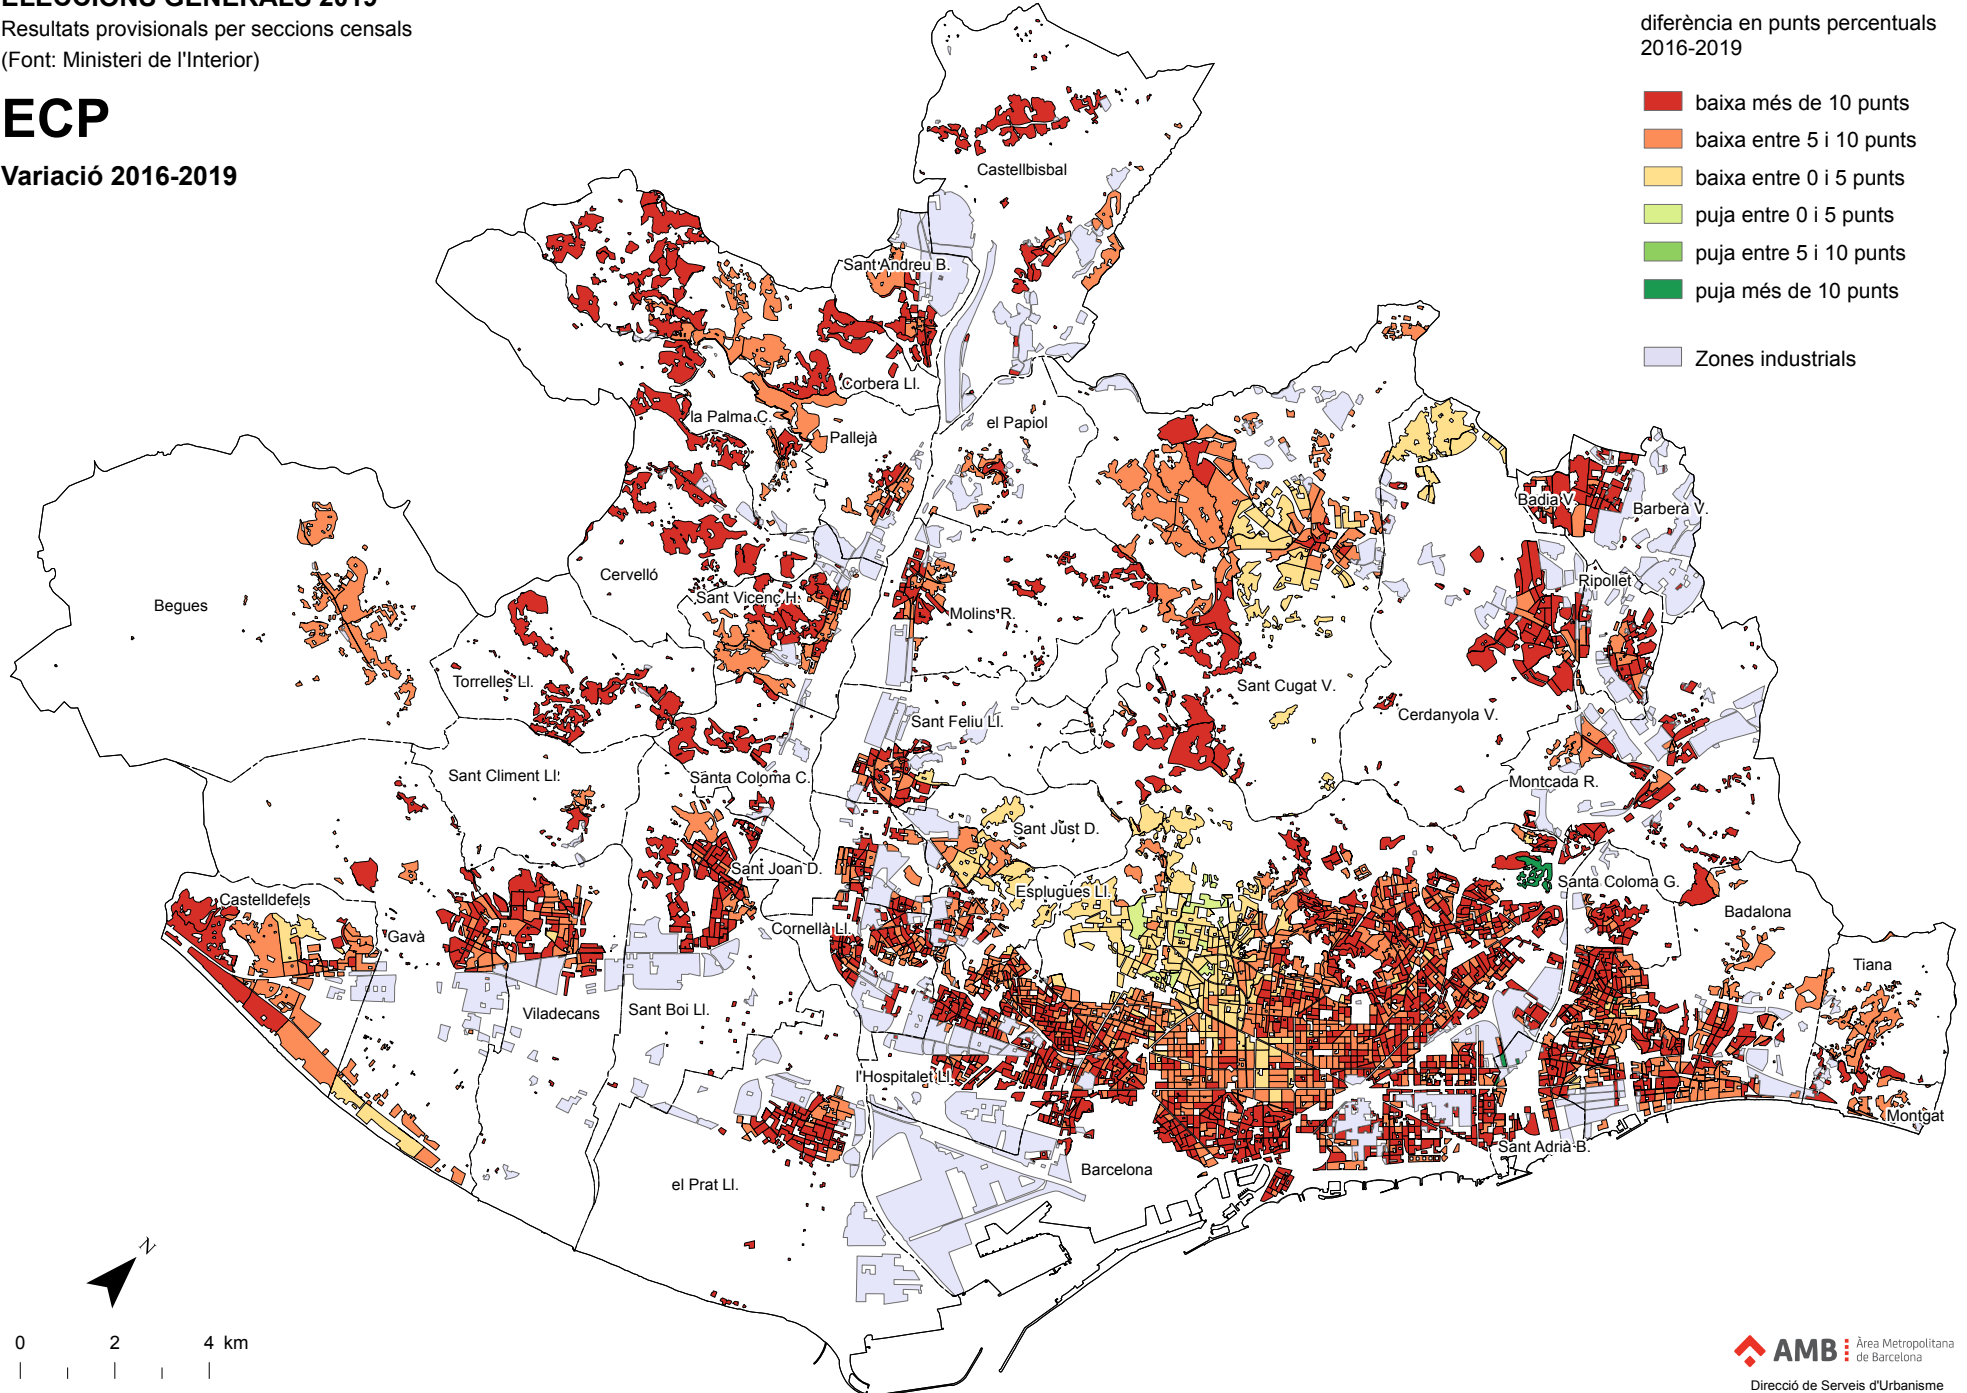 ELECCIONS GENERALS 2019
Resultats provisionals per seccions censals
(Font: Ministeri de l'Interior)
ECP
Variació 2016-2019
diferència en punts percentuals
2016-2019
baixa més de 10 punts
baixa entre 5 i 10 punts
baixa entre 0 i 5 punts
puja entre 0 i 5 punts
puja entre 5 i 10 punts
puja més de 10 punts
Zones industrials
Castellbisbal
Sant Andreu B.
Corbera Ll.
la Palma C.
Pallejà
el Papiol
Badia V.
Barberà V.
Cervelló
Ripollet
Begues
Sant Vicenç H.
Molins R.
Torrelles Ll.
Sant Cugat V.
Cerdanyola V.
Sant Feliu Ll.
Sant Climent Ll.
Santa Coloma C.
Montcada R.
Sant Just D.
Sant Joan D.
Esplugues Ll.
Santa Coloma G.
Castelldefels
Badalona
Gavà
Cornellà Ll.
Tiana
Viladecans
Sant Boi Ll.
l'Hospitalet Ll.
Montgat
Sant Adrià B.
Barcelona
el Prat Ll.
N
0 2 4 km
AMB Àrea Metropolitana
de Barcelona
Direcció de Serveis d'Urbanisme